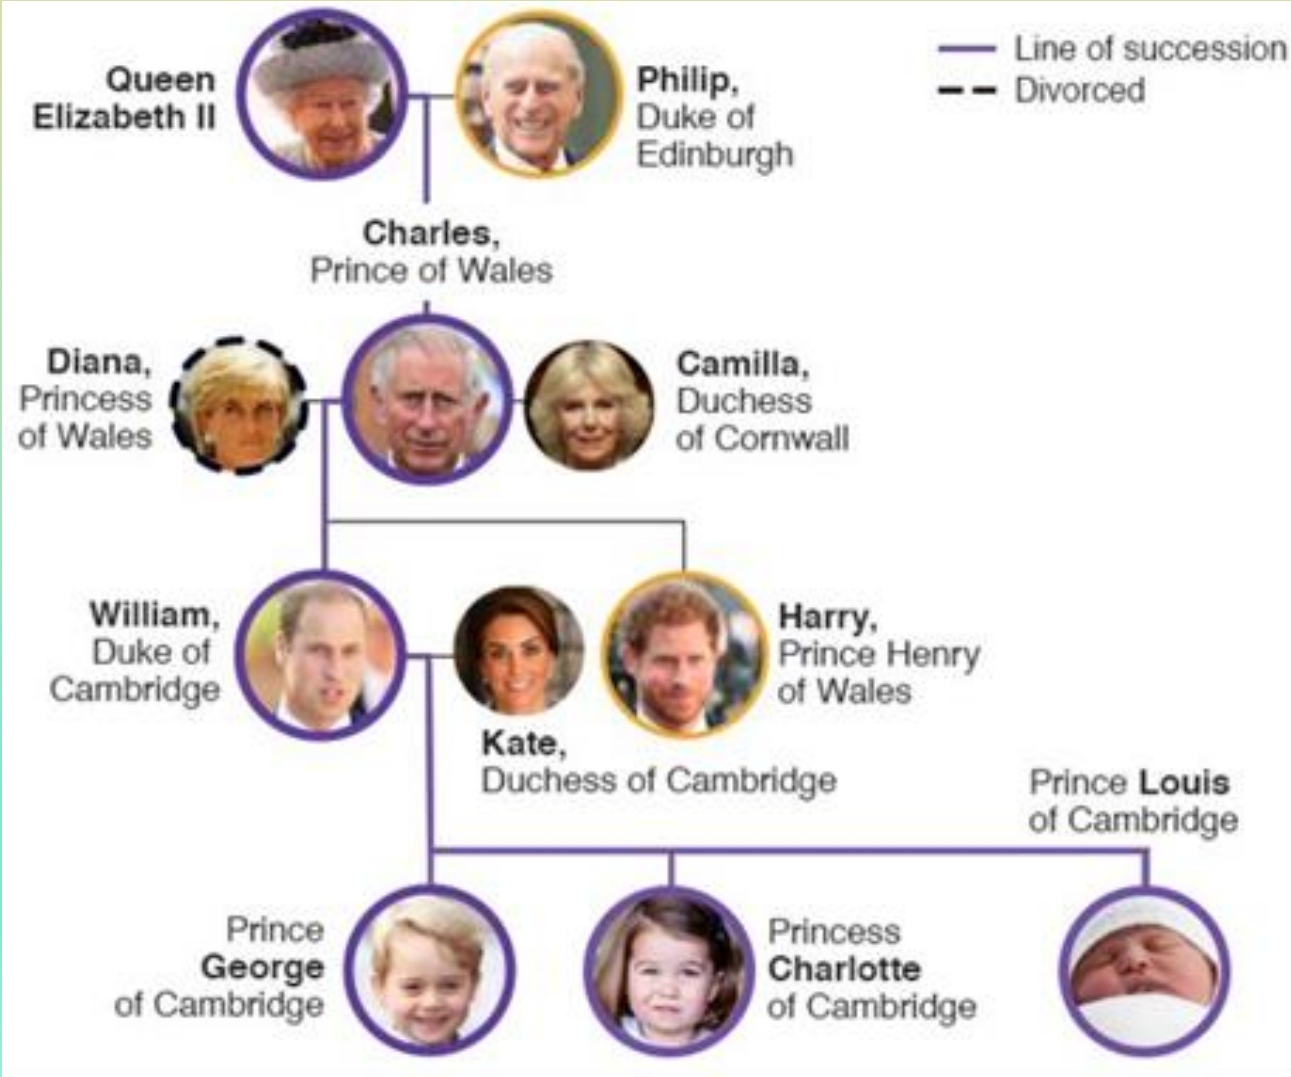 Queen
Elizabeth II
Philip,
Duke of
Edinburgh
Line of succession
Divorced
Charles,
Prince of Wales
Diana,
Princess
of Wales
Camilla,
Duchess
of Cornwall
William,
Duke of
Cambridge
Kate,
Duchess of Cambridge
Harry,
Prince Henry
of Wales
Prince Louis
of Cambridge
Prince
George
of Cambridge
Princess
Charlotte
of Cambridge